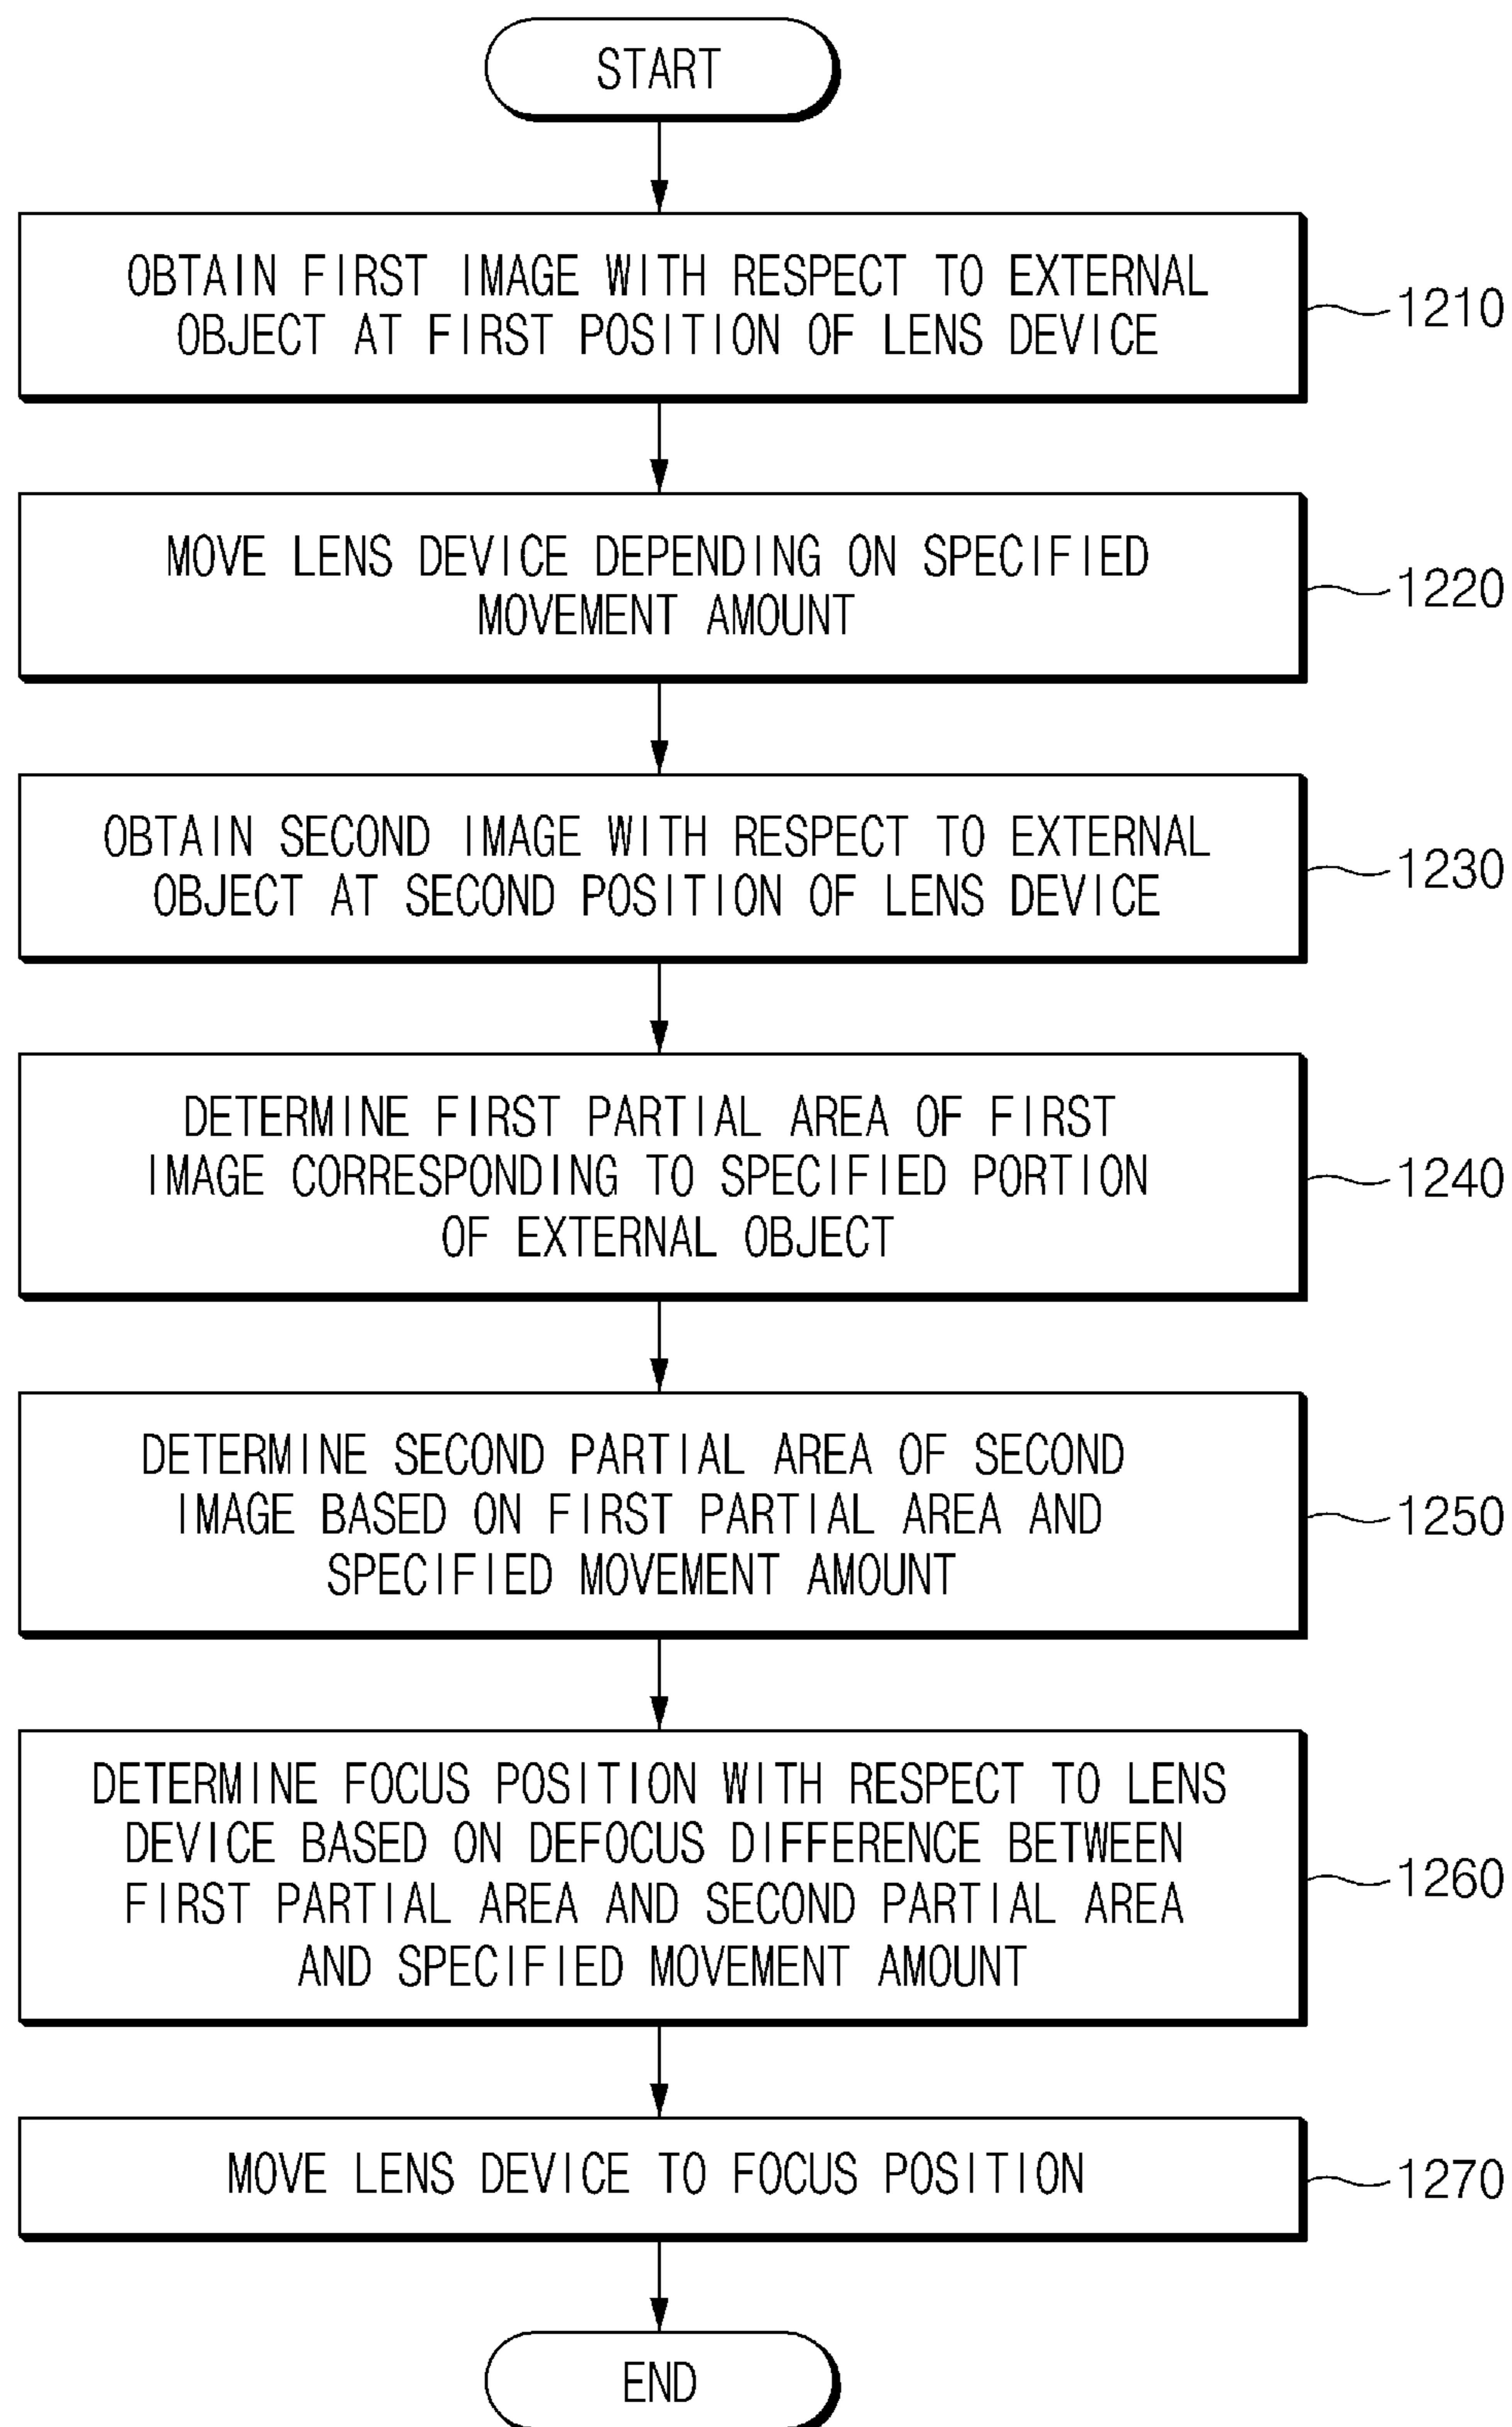 START
OBTAIN FIRST IMAGE WITH RESPECT TO EXTERNAL
OBJECT AT FIRST POSITION OF LENS DEVICE
1210
MOVE LENS DEVICE DEPENDING ON SPECIFIED
MOVEMENT AMOUNT
1220
OBTAIN SECOND IMAGE WITH RESPECT TO EXTERNAL
OBJECT AT SECOND POSITION OF LENS DEVICE
1230
DETERMINE FIRST PARTIAL AREA OF FIRST
IMAGE CORRESPONDING TO SPECIFIED PORTION
OF EXTERNAL OBJECT
1240
DETERMINE SECOND PARTIAL AREA OF SECOND
IMAGE BASED ON FIRST PARTIAL AREA AND
SPECIFIED MOVEMENT AMOUNT
1250
DETERMINE FOCUS POSITION WITH RESPECT TO LENS
DEVICE BASED ON DEFOCUS DIFFERENCE BETWEEN
FIRST PARTIAL AREA AND SECOND PARTIAL AREA
AND SPECIFIED MOVEMENT AMOUNT
1260
MOVE LENS DEVICE TO FOCUS POSITION
1270
END